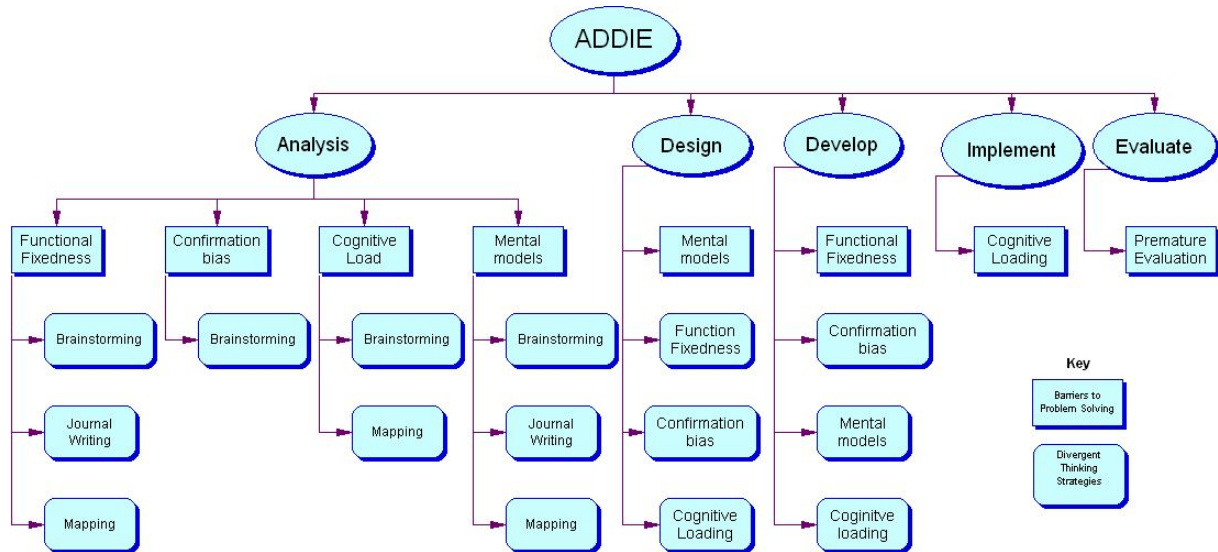 ADDIE
Analysis
Design
Develop
Implement
Evaluate
Functional
Fixedness
Confirmation
bias
Cognitive
Load
Mental
models
Mental
models
Functional
Fixedness
Cognitive
Loading
Premature
Evaluation
Brainstorming
Brainstorming
Brainstorming
Brainstorming
Function
Fixedness
Confirmation
bias
Journal
Writing
Mapping
Journal
Writing
Confirmation
bias
Mental
models
Mapping
Mapping
Cognitive
Loading
Coginitve
loading
Key
Barriers to
Problem Solving
Divergent
Thinking
Strategies